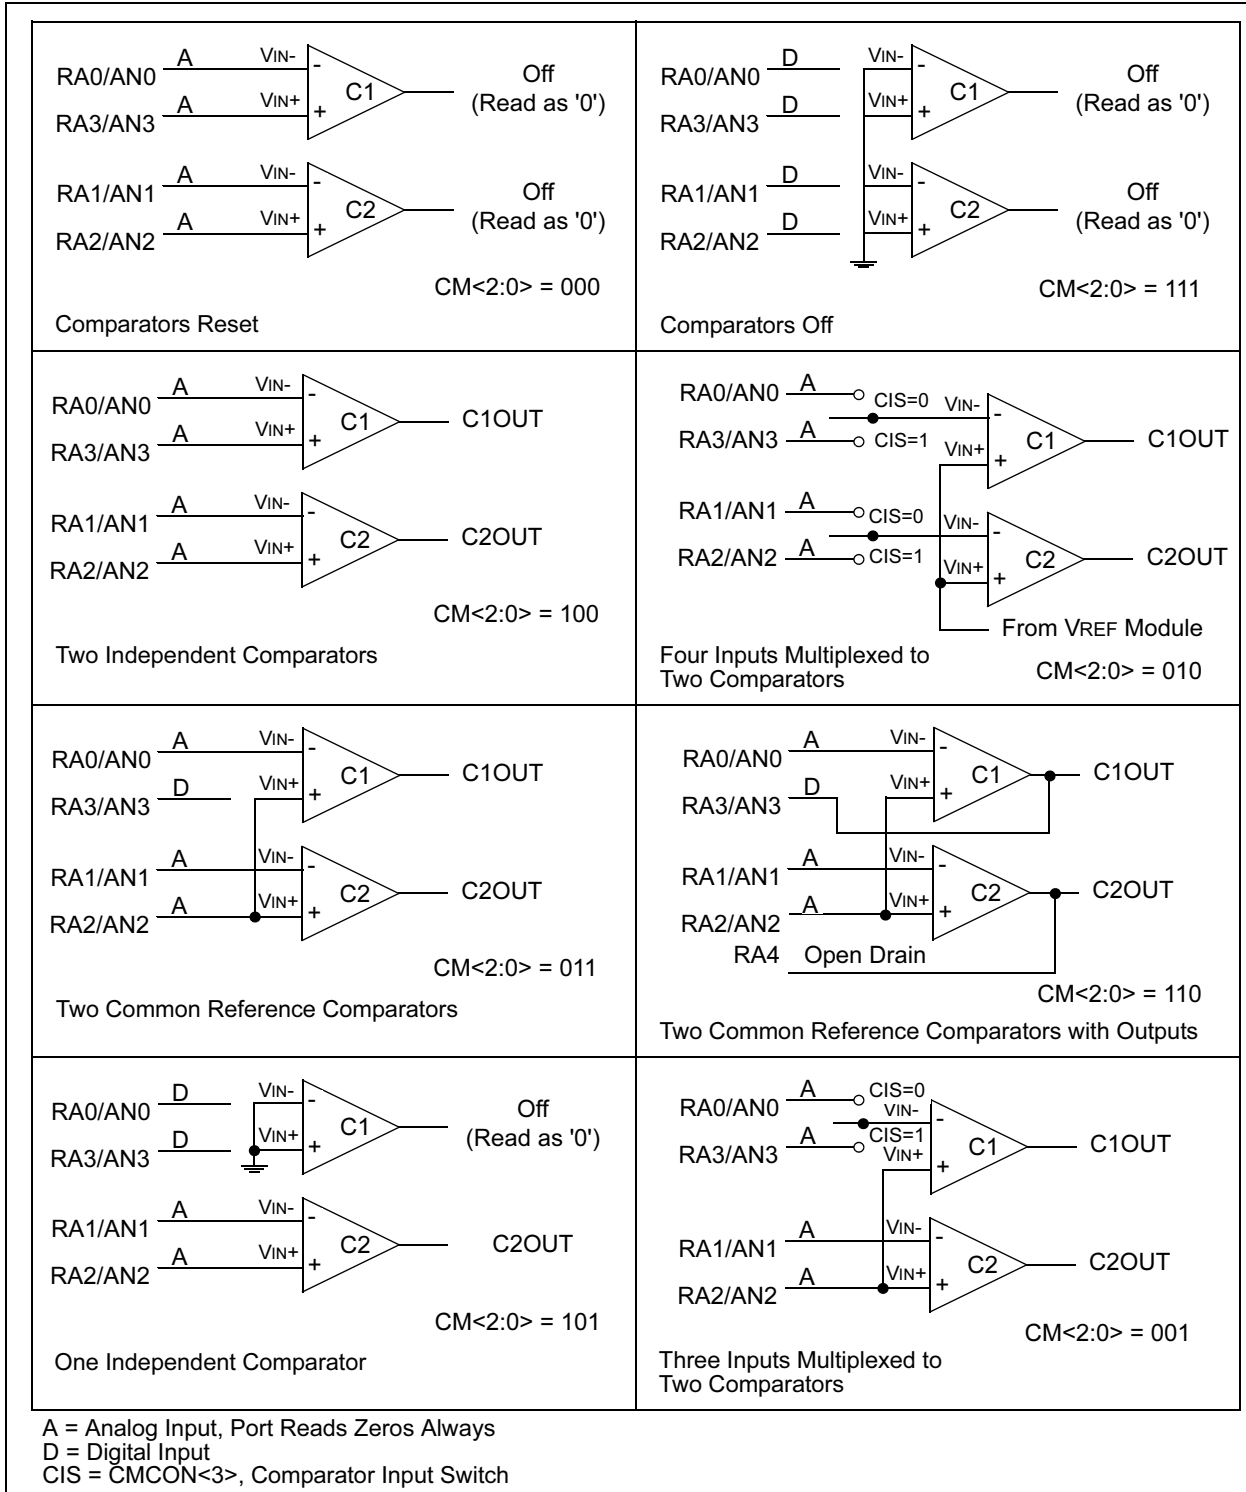 A VIN-
RA0/AN0 - C1 Off
A VIN+ (Read as '0')
RA3/AN3 +
A VIN-
RA1/AN1 - C2 Off
A VIN+ (Read as '0')
RA2/AN2 +
CM<2:0> = 000
Comparators Reset
D VIN-
RA0/AN0 - C1 Off
D VIN+ (Read as '0')
RA3/AN3 +
D VIN-
RA1/AN1 - C2 Off
D VIN+ (Read as '0')
RA2/AN2 +
CM<2:0> = 111
Comparators Off
A VIN-
RA0/AN0 - C1 C1OUT
A VIN+
RA3/AN3 +
A VIN-
RA1/AN1 - C2 C2OUT
A VIN+
RA2/AN2 +
CM<2:0> = 100
Two Independent Comparators
RA0/AN0 A CIS=0 VIN-
- C1 C1OUT
RA3/AN3 A CIS=1 VIN+
+
RA1/AN1 A CIS=0 VIN-
- C2 C2OUT
RA2/AN2 A CIS=1 VIN+
+
From VREF Module
Four Inputs Multiplexed to
Two Comparators
CM<2:0> = 010
A VIN-
RA0/AN0 - C1 C1OUT
D VIN+
RA3/AN3 +
A VIN-
RA1/AN1 - C2 C2OUT
A VIN+
RA2/AN2 +
CM<2:0> = 011
Two Common Reference Comparators
A VIN-
RA0/AN0 - C1 C1OUT
D VIN+
RA3/AN3 +
A VIN-
RA1/AN1 - C2 C2OUT
A VIN+
RA2/AN2 +
RA4 Open Drain
CM<2:0> = 110
Two Common Reference Comparators with Outputs
D VIN-
RA0/AN0 - C1 Off
D VIN+ (Read as '0')
RA3/AN3 +
A VIN-
RA1/AN1 - C2 C2OUT
A VIN+
RA2/AN2 +
CM<2:0> = 101
One Independent Comparator
A CIS=0
RA0/AN0 VIN-
- C1 C1OUT
A CIS=1
RA3/AN3 VIN+
+
A VIN-
RA1/AN1 - C2 C2OUT
A VIN+
RA2/AN2 +
CM<2:0> = 001
Three Inputs Multiplexed to
Two Comparators
A = Analog Input, Port Reads Zeros Always
D = Digital Input
CIS = CMCON<3>, Comparator Input Switch